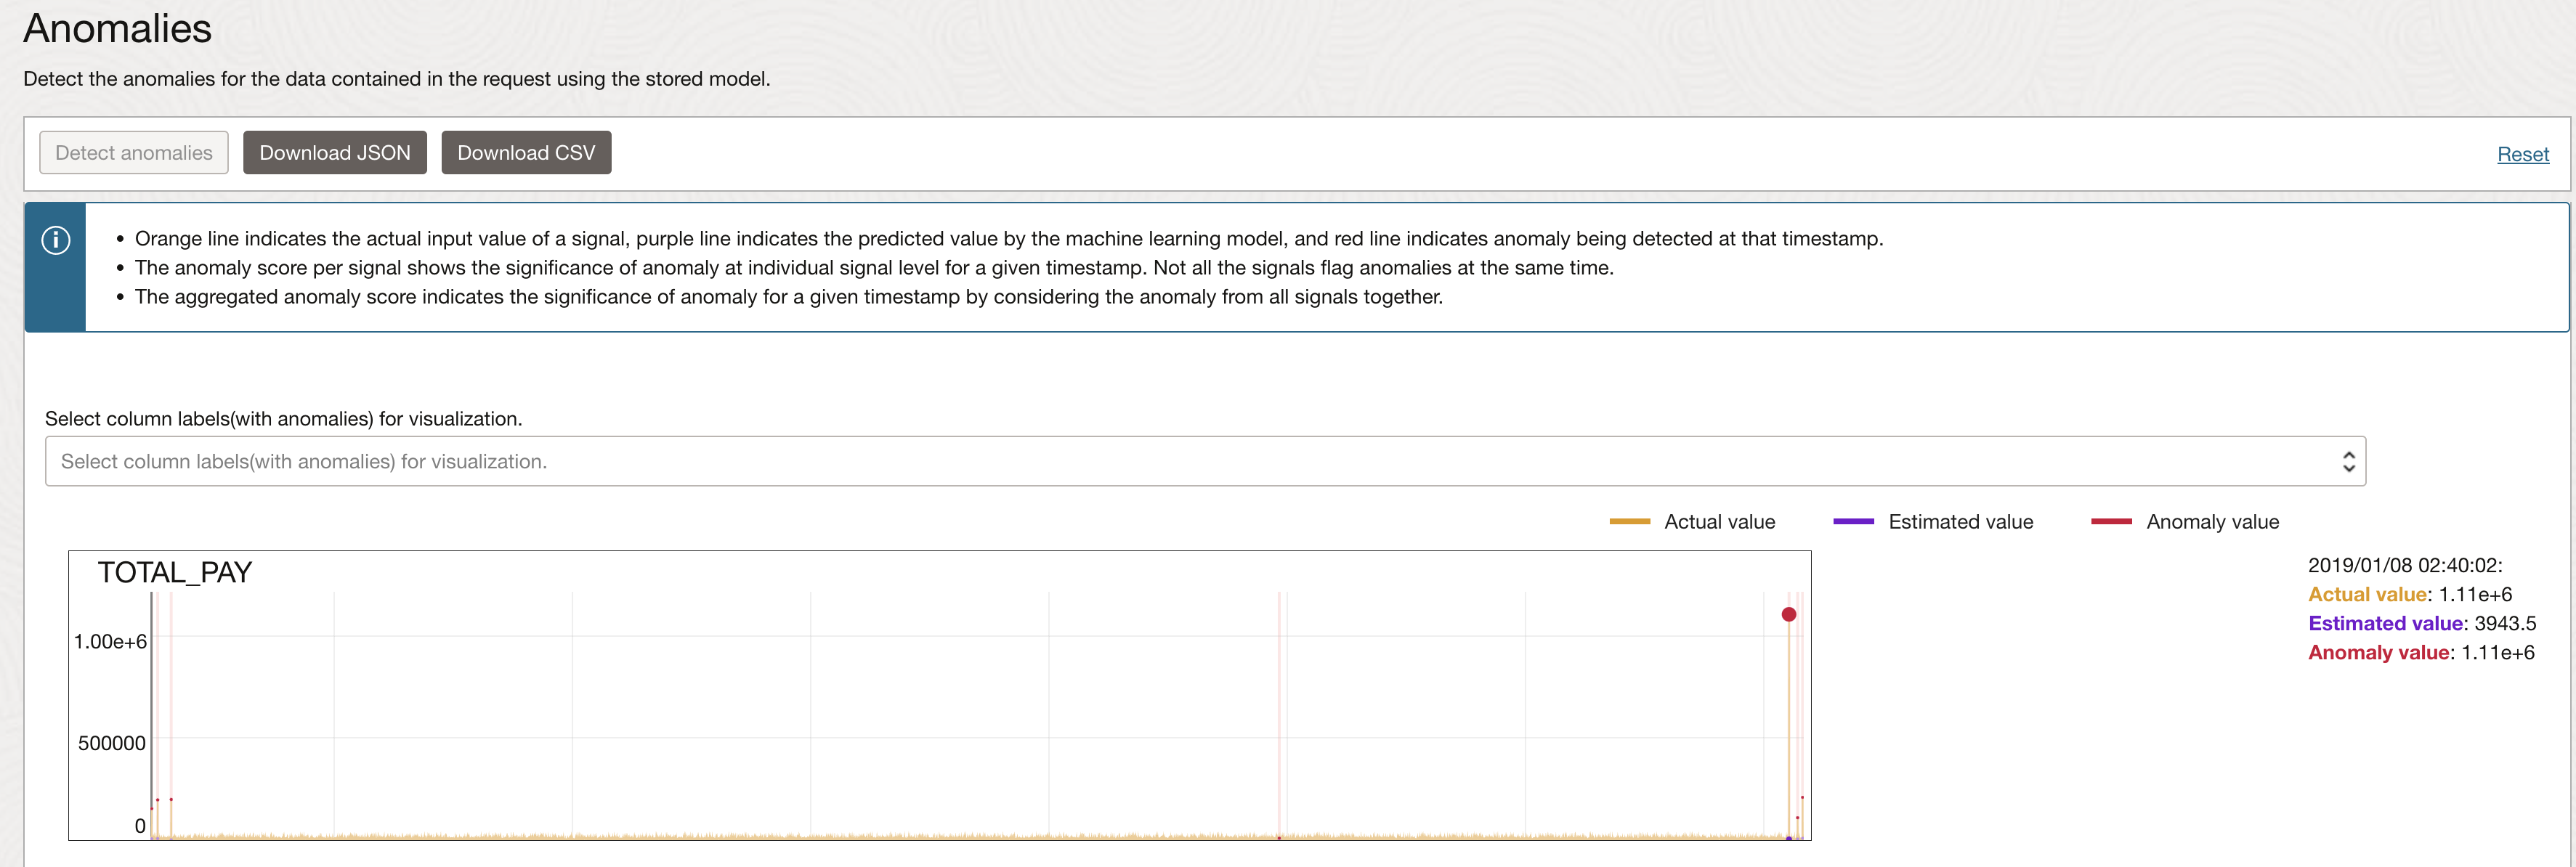 Anomalies
Detect the anomalies for the data contained in the request using the stored model.
Detect anomalies
Download JSON
Download CSV
Reset
• Orange line indicates the actual input value of a signal, purple line indicates the predicted value by the machine learning model, and red line indicates anomaly being detected at that timestamp.
• The anomaly score per signal shows the significance of anomaly at individual signal level for a given timestamp. Not all the signals flag anomalies at the same time.
• The aggregated anomaly score indicates the significance of anomaly for a given timestamp by considering the anomaly from all signals together.
Select column labels(with anomalies) for visualization.
Select column labels(with anomalies) for visualization.
Actual value
Estimated value
Anomaly value
TOTAL_PAY
1.00e+6
500000
0
2019/01/08 02:40:02:
Actual value: 1.11e+6
Estimated value: 3943.5
Anomaly value: 1.11e+6